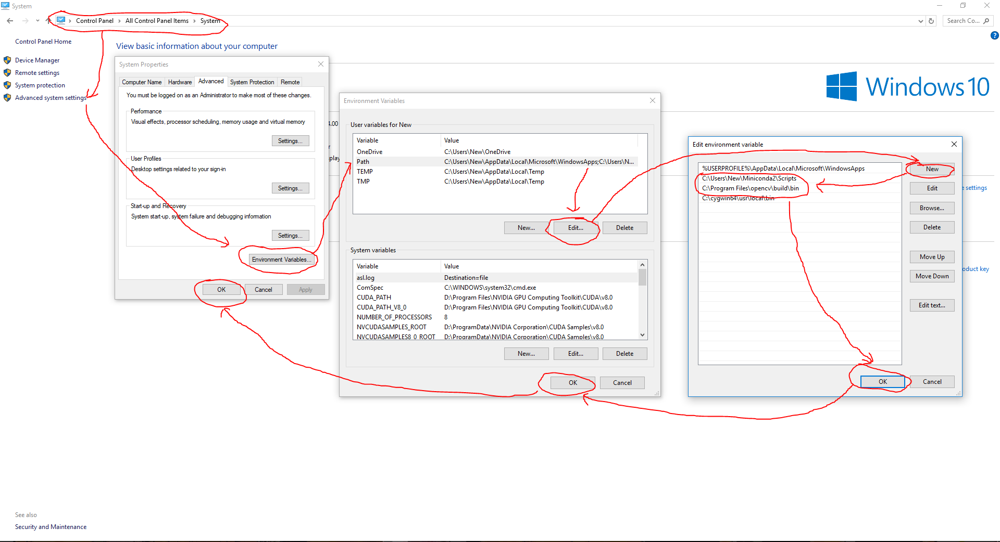 System
Control Panel › All Control Panel Items › System
Search Co...
Control Panel Home
Device Manager
Remote settings
System protection
Advanced system settings
View basic information about your computer
Windows 10
System Properties
Computer Name Hardware Advanced System Protection Remote
You must be logged on as an Administrator to make most of these changes.
Performance
Visual effects, processor scheduling, memory usage and virtual memory
Settings...
User Profiles
Desktop settings related to your sign-in
Settings...
Start-up and Recovery
System start-up, system failure and debugging information
Settings...
Environment Variables...
OK Cancel Apply
4.00
r
play
Environment Variables
User variables for New
Variable Value
OneDrive C:\Users\New\OneDrive
Path C:\Users\New\AppData\Local\Microsoft\WindowsApps;C:\Users\N...
TEMP C:\Users\New\AppData\Local\Temp
TMP C:\Users\New\AppData\Local\Temp
New... Edit... Delete
System variables
Variable Value
asl.log Destination=file
ComSpec C:\WINDOWS\system32\cmd.exe
CUDA_PATH D:\Program Files\NVIDIA GPU Computing Toolkit\CUDA\v8.0
CUDA_PATH_V8_0 D:\Program Files\NVIDIA GPU Computing Toolkit\CUDA\v8.0
NUMBER_OF_PROCESSORS 8
NVCUDASAMPLES_ROOT D:\ProgramData\NVIDIA Corporation\CUDA Samples\v8.0
NVCUDASAMPLES8_0_ROOT D:\ProgramData\NVIDIA Corporation\CUDA Samples\v8.0
New... Edit... Delete
OK Cancel
Edit environment variable
%USERPROFILE%\AppData\Local\Microsoft\WindowsApps
C:\Users\New\Miniconda2\Scripts
C:\Program Files\opencv\build\bin
C:\cygwin64\usr\local\bin
New
Edit
Browse...
Delete
Move Up
Move Down
Edit text...
OK Cancel
e settings
oduct key
See also
Security and Maintenance